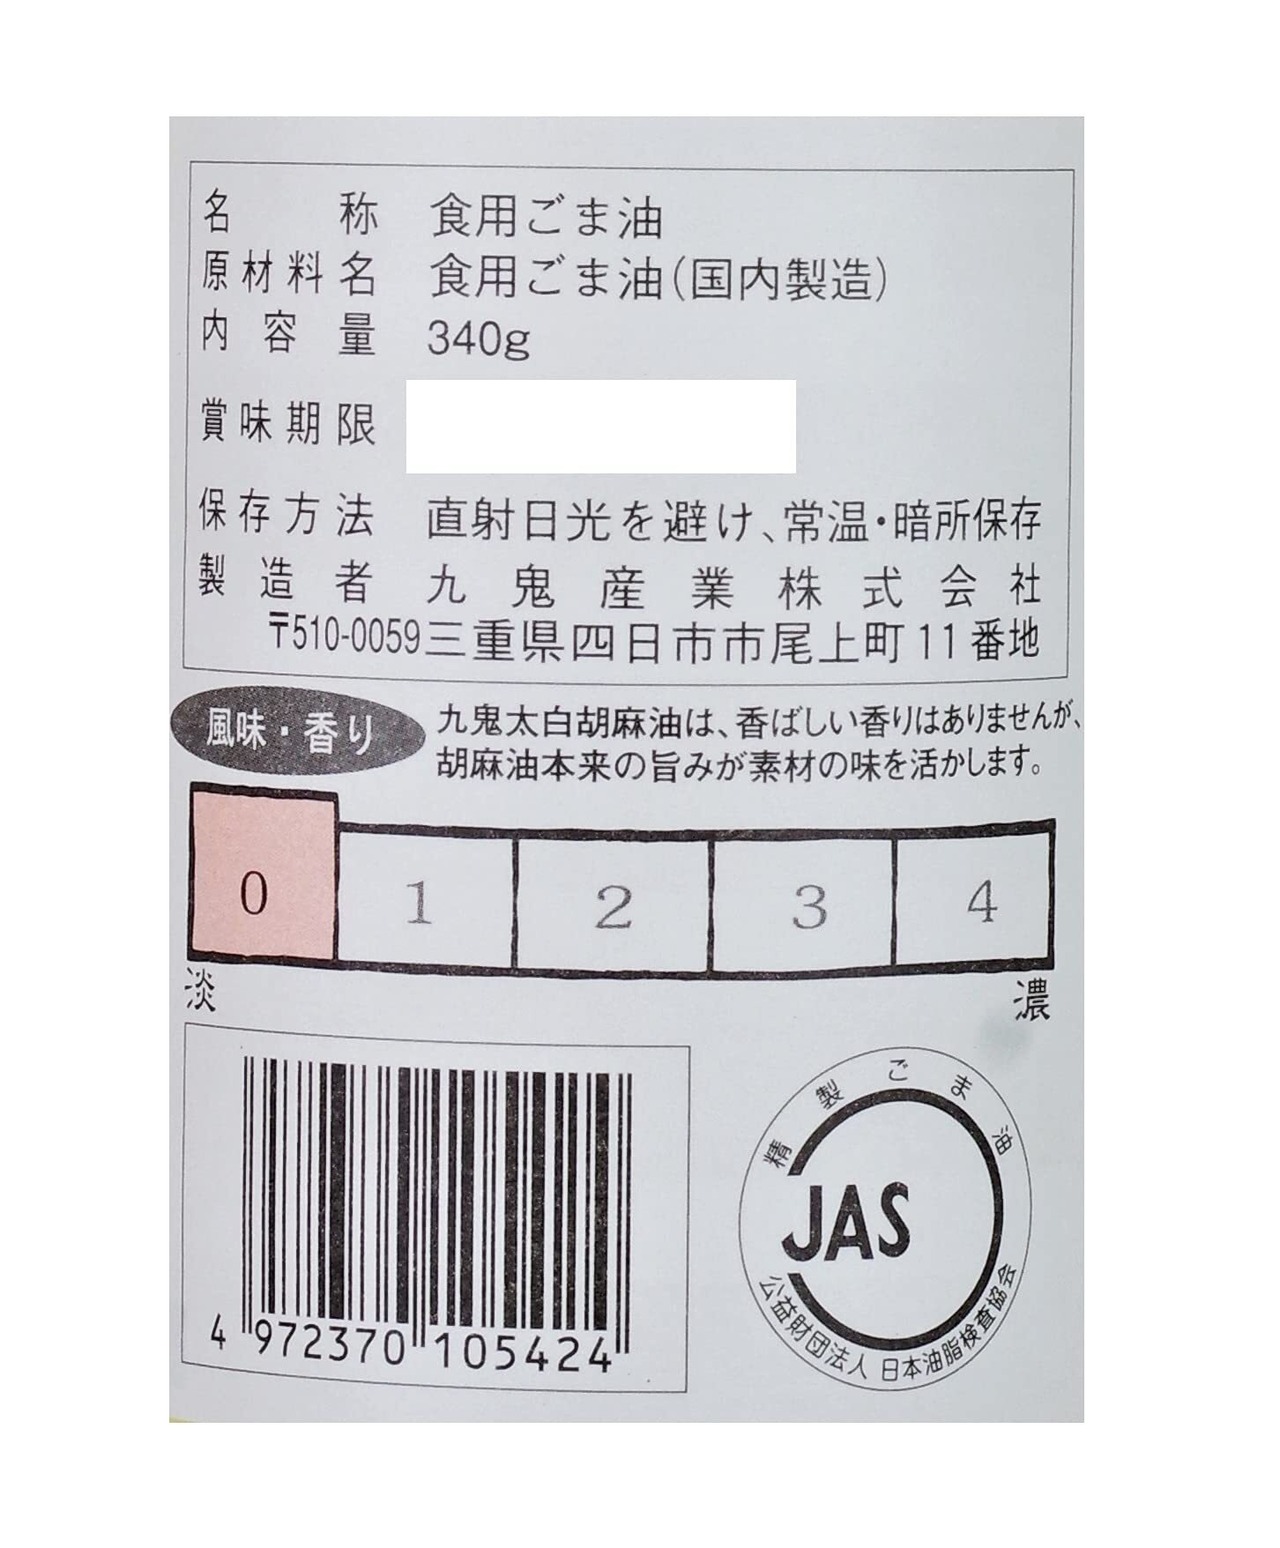 名称 食用ごま油
原材料名 食用ごま油(国内製造)
内容量 340g
賞味期限
保存方法 直射日光を避け、常温・暗所保存
製造者 九鬼産業株式会社
〒510-0059三重県四日市市尾上町11番地
風味・香り
九鬼太白胡麻油は、香ばしい香りはありませんが、
胡麻油本来の旨みが素材の味を活かします。
0 1 2 3 4
淡 濃
4 972370 105424
精製ごま油
JAS
公益財団法人 日本油脂検査協会